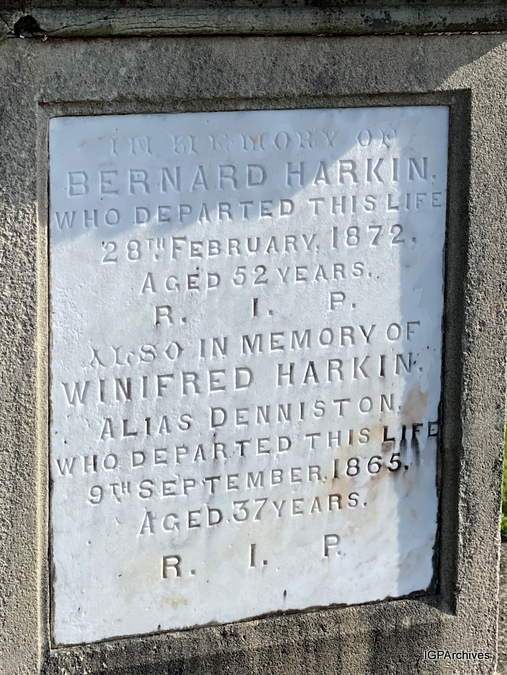 IN MEMORY OF
BERNARD HARKIN.
WHO DEPARTED THIS LIFE
28TH FEBRUARY, 1872,
AGED 52 YEARS.
R. I. P.
ALSO IN MEMORY OF
WINIFRED HARKIN,
ALIAS DENNISTON,
WHO DEPARTED THIS LIFE
9TH SEPTEMBER, 1865,
AGED 37 YEARS.
R. I. P.
IGPArchives